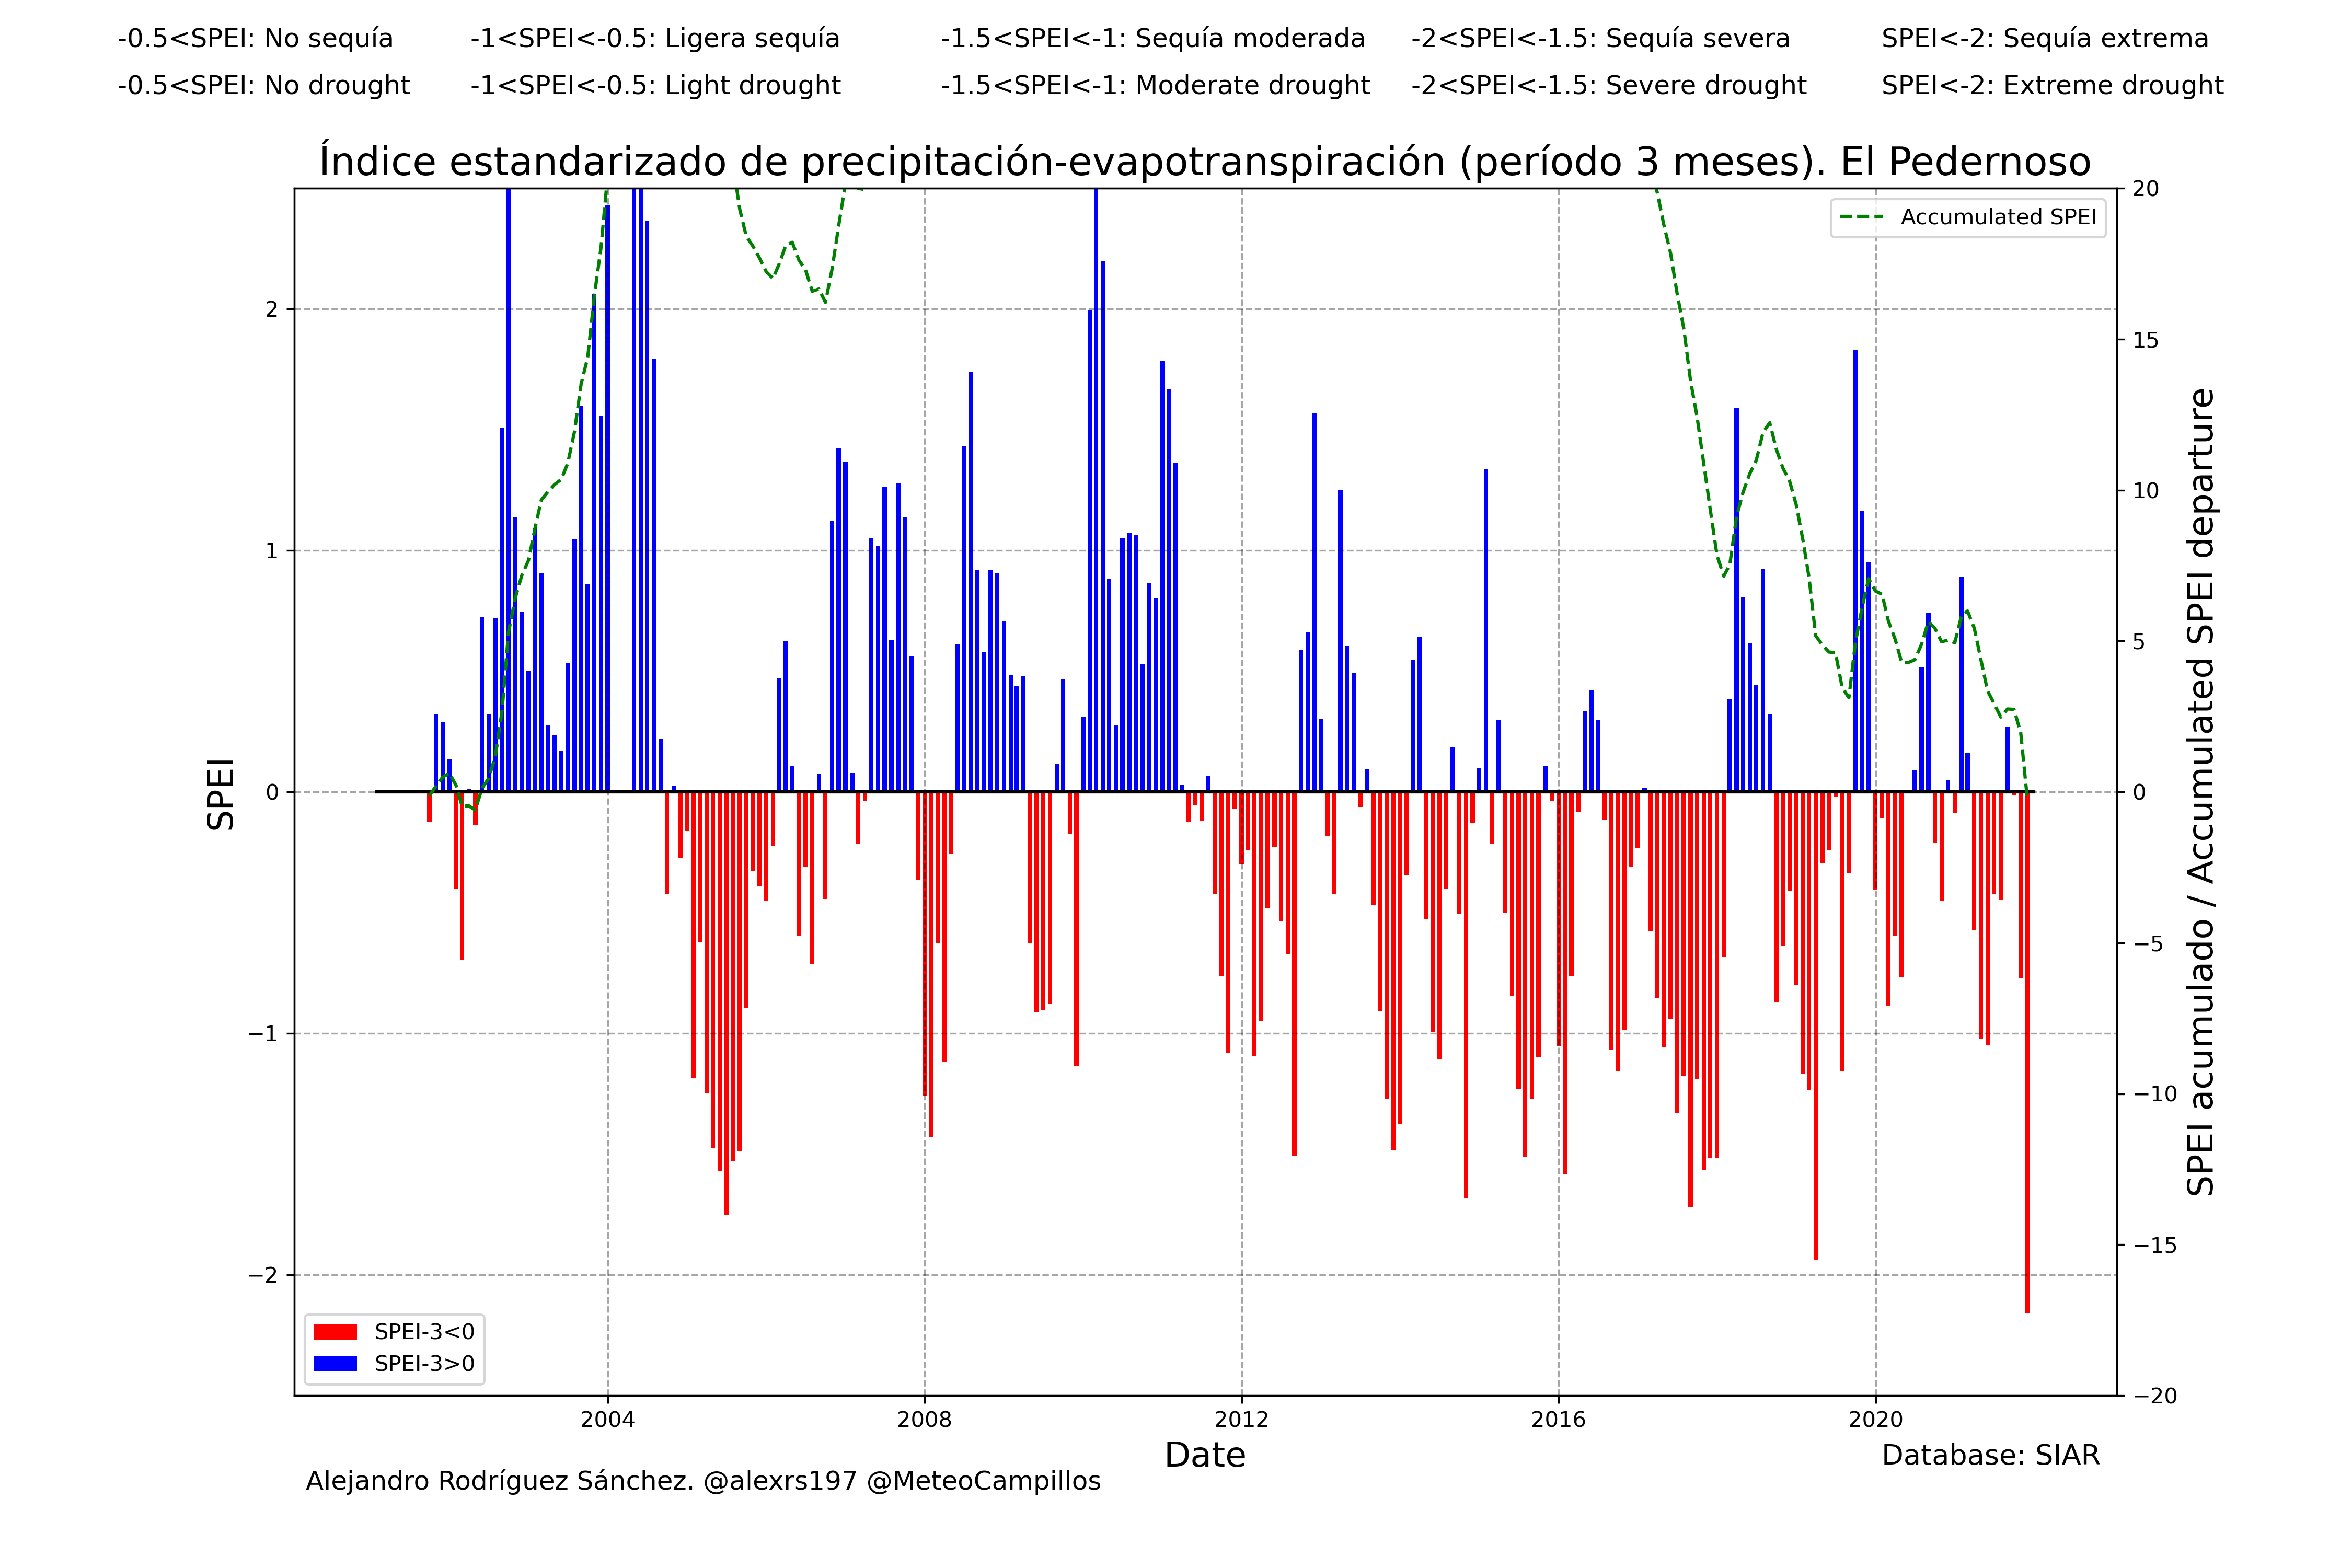 -0.5<SPEI: No sequía -1<SPEI<-0.5: Ligera sequía -1.5<SPEI<-1: Sequía moderada -2<SPEI<-1.5: Sequía severa SPEI<-2: Sequía extrema
-0.5<SPEI: No drought -1<SPEI<-0.5: Light drought -1.5<SPEI<-1: Moderate drought -2<SPEI<-1.5: Severe drought SPEI<-2: Extreme drought
Índice estandarizado de precipitación-evapotranspiración (período 3 meses). El Pedernoso
Accumulated SPEI
SPEI
2
1
0
−1
−2
20
15
10
5
0
−5
−10
−15
−20
SPEI acumulado / Accumulated SPEI departure
SPEI-3<0
SPEI-3>0
2004 2008 2012 2016 2020
Date
Database: SIAR
Alejandro Rodríguez Sánchez. @alexrs197 @MeteoCampillos